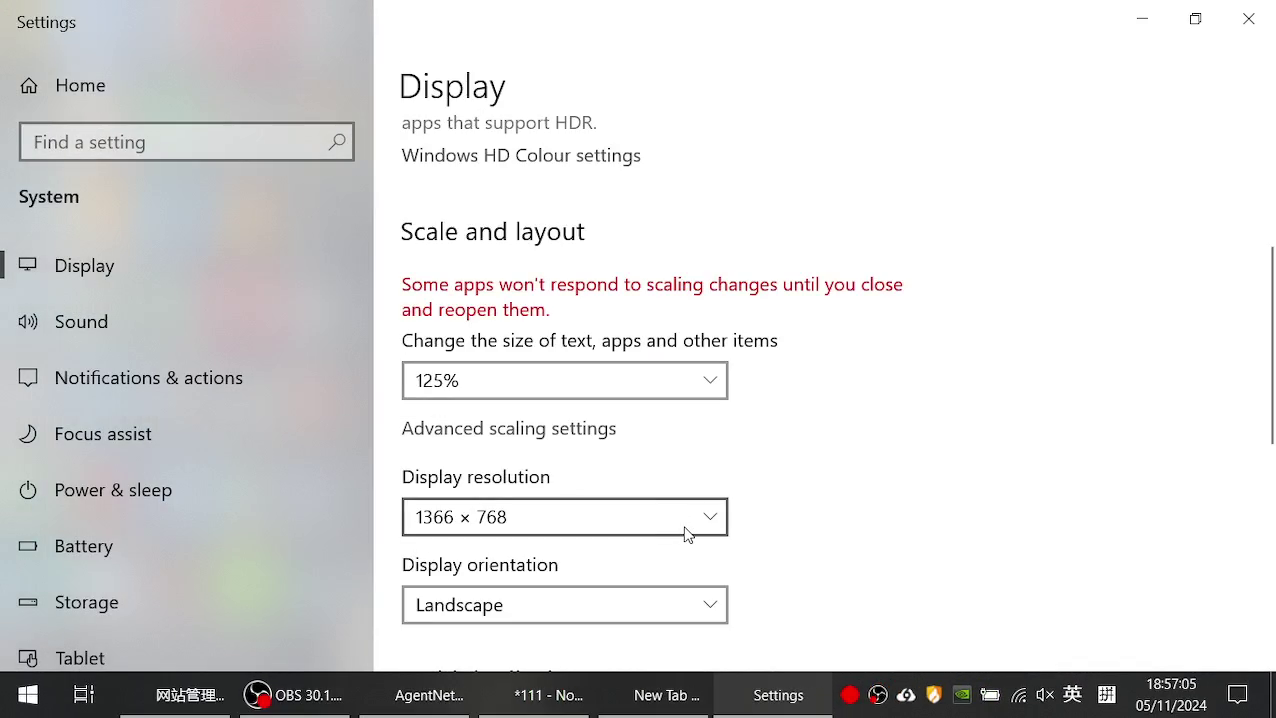 Settings
Home
Find a setting
System
Display
Sound
Notifications & actions
Focus assist
Power & sleep
Battery
Storage
Tablet
Display
apps that support HDR.
Windows HD Colour settings
Scale and layout
Some apps won't respond to scaling changes until you close
and reopen them.
Change the size of text, apps and other items
125%
Advanced scaling settings
Display resolution
1366 × 768
Display orientation
Landscape
网站管理...
OBS 30.1....
AgentNet...
*111 - No...
New Tab ...
Settings
英
拼
18:57:05
05/11/2024